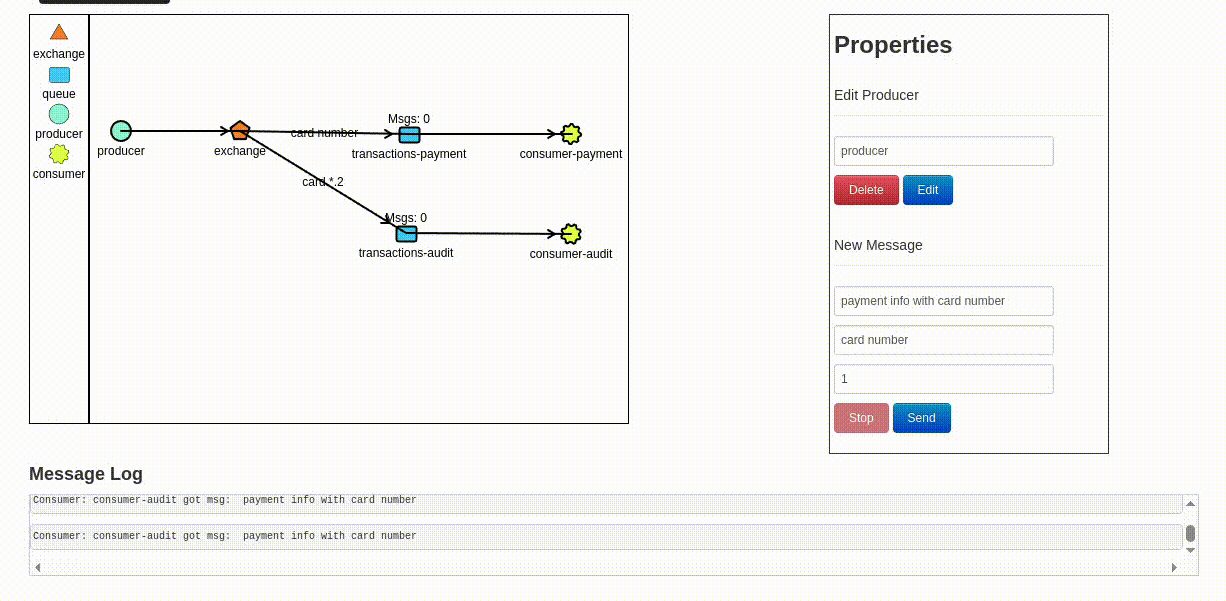 exchange
queue
producer
consumer
producer
exchange
card number
card.*.2
Msgs: 0
transactions-payment
consumer-payment
Msgs: 0
transactions-audit
consumer-audit
Properties
Edit Producer
producer
Delete Edit
New Message
payment info with card number
card number
1
Stop Send
Message Log
Consumer: consumer-audit got msg:  payment info with card number
Consumer: consumer-audit got msg:  payment info with card number